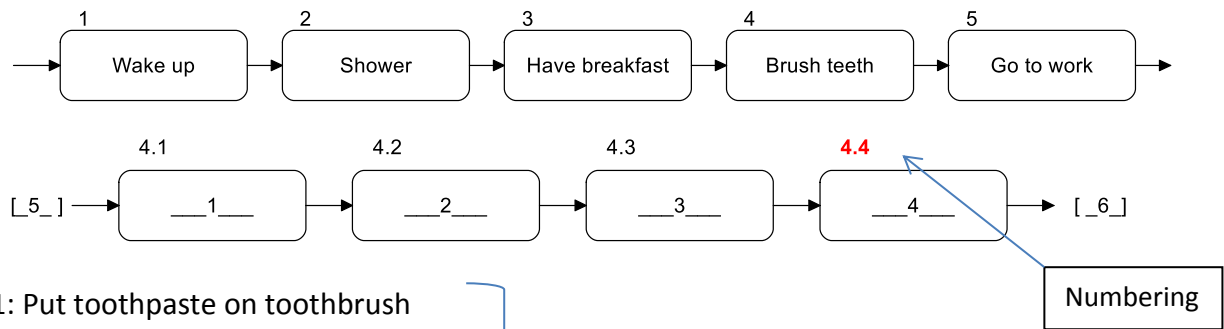 1 2 3 4 5
Wake up Shower Have breakfast Brush teeth Go to work
4.1 4.2 4.3 4.4
[_5_ ] ___1___ ___2___ ___3___ ___4___ [ _6_]
Numbering
1: Put toothpaste on toothbrush